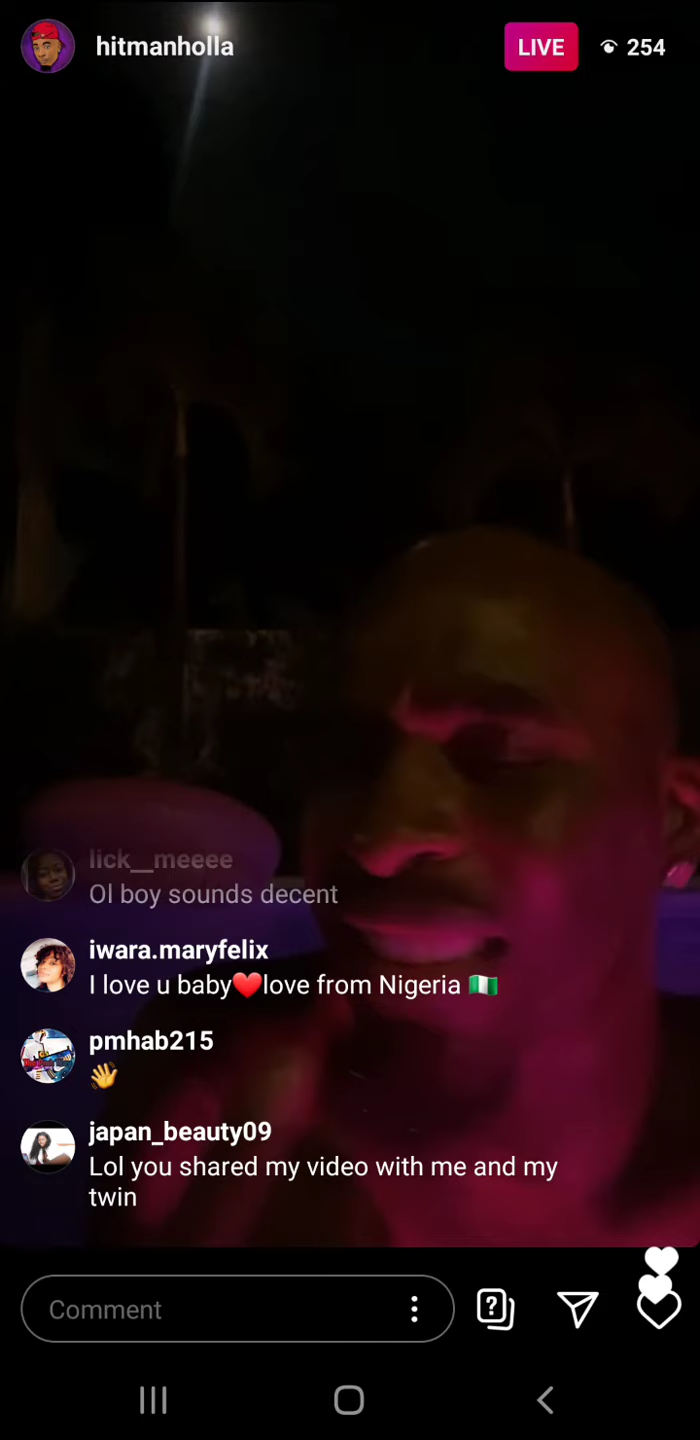 hitmanholla
LIVE
254
lick__meeee
Ol boy sounds decent
iwara.maryfelix
I love u baby❤️love from Nigeria 🇳🇬
pmhab215
👋
japan_beauty09
Lol you shared my video with me and my
twin
Comment